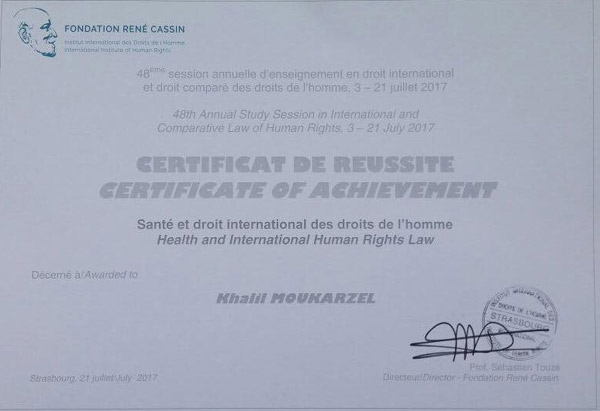 FONDATION RENÉ CASSIN
Institut International des Droits de l'Homme
International Institute of Human Rights
48ème session annuelle d'enseignement en droit international
et droit comparé des droits de l'homme, 3 – 21 juillet 2017
48th Annual Study Session in International and
Comparative Law of Human Rights, 3 – 21 July 2017
CERTIFICAT DE REUSSITE
CERTIFICATE OF ACHIEVEMENT
Santé et droit international des droits de l'homme
Health and International Human Rights Law
Décerné à/Awarded to
Khalil MOUKARZEL
STRASBOURG
Prof. Sébastien Touzé
Directeur/Director - Fondation René Cassin
Strasbourg, 21 juillet/July 2017